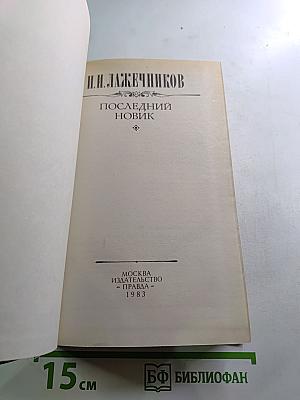 И.И.ЛАЖЕЧНИКОВ
ПОСЛЕДНИЙ
НОВИК
МОСКВА
ИЗДАТЕЛЬСТВО
«ПРАВДА»
1983
15 см
БФ БИБЛИОФАН